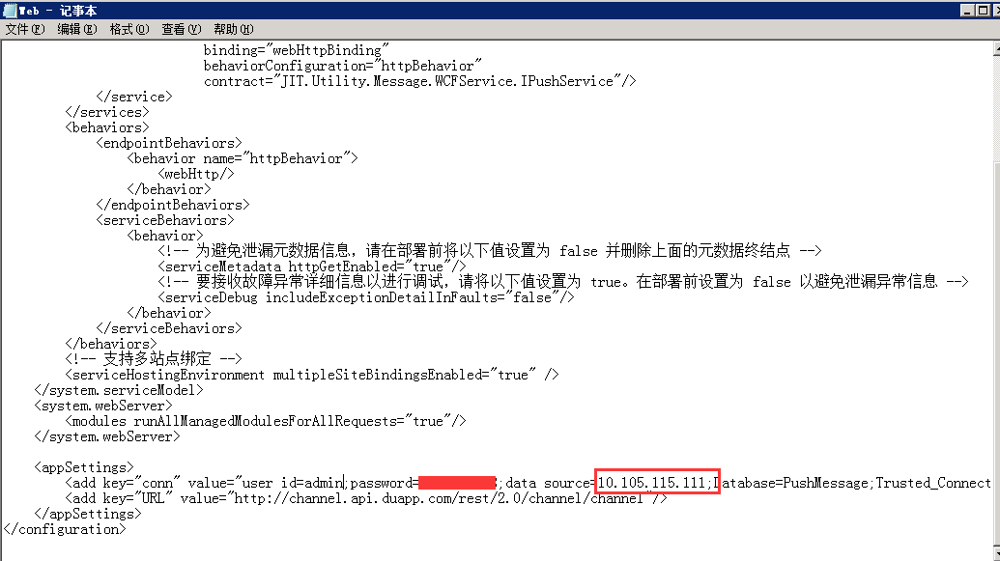 Web - 记事本
文件(F) 编辑(E) 格式(O) 查看(V) 帮助(H)
binding="webHttpBinding"
behaviorConfiguration="httpBehavior"
contract="JIT.Utility.Message.WCFService.IPushService"/>
</service>
</services>
<behaviors>
<endpointBehaviors>
<behavior name="httpBehavior">
<webHttp/>
</behavior>
</endpointBehaviors>
<serviceBehaviors>
<behavior>
<!-- 为避免泄漏元数据信息，请在部署前将以下值设置为 false 并删除上面的元数据终结点 -->
<serviceMetadata httpGetEnabled="true"/>
<!-- 要接收故障异常详细信息以进行调试，请将以下值设置为 true。在部署前设置为 false 以避免泄漏异常信息 -->
<serviceDebug includeExceptionDetailInFaults="false"/>
</behavior>
</serviceBehaviors>
</behaviors>
<!-- 支持多站点绑定 -->
<serviceHostingEnvironment multipleSiteBindingsEnabled="true" />
</system.serviceModel>
<system.webServer>
<modules runAllManagedModulesForAllRequests="true"/>
</system.webServer>
<appSettings>
<add key="conn" value="user id=admin;password= ;data source=10.105.115.111;Database=PushMessage;Trusted_Connect
<add key="URL" value="http://channel.api.duapp.com/rest/2.0/channel/channel"/>
</appSettings>
</configuration>